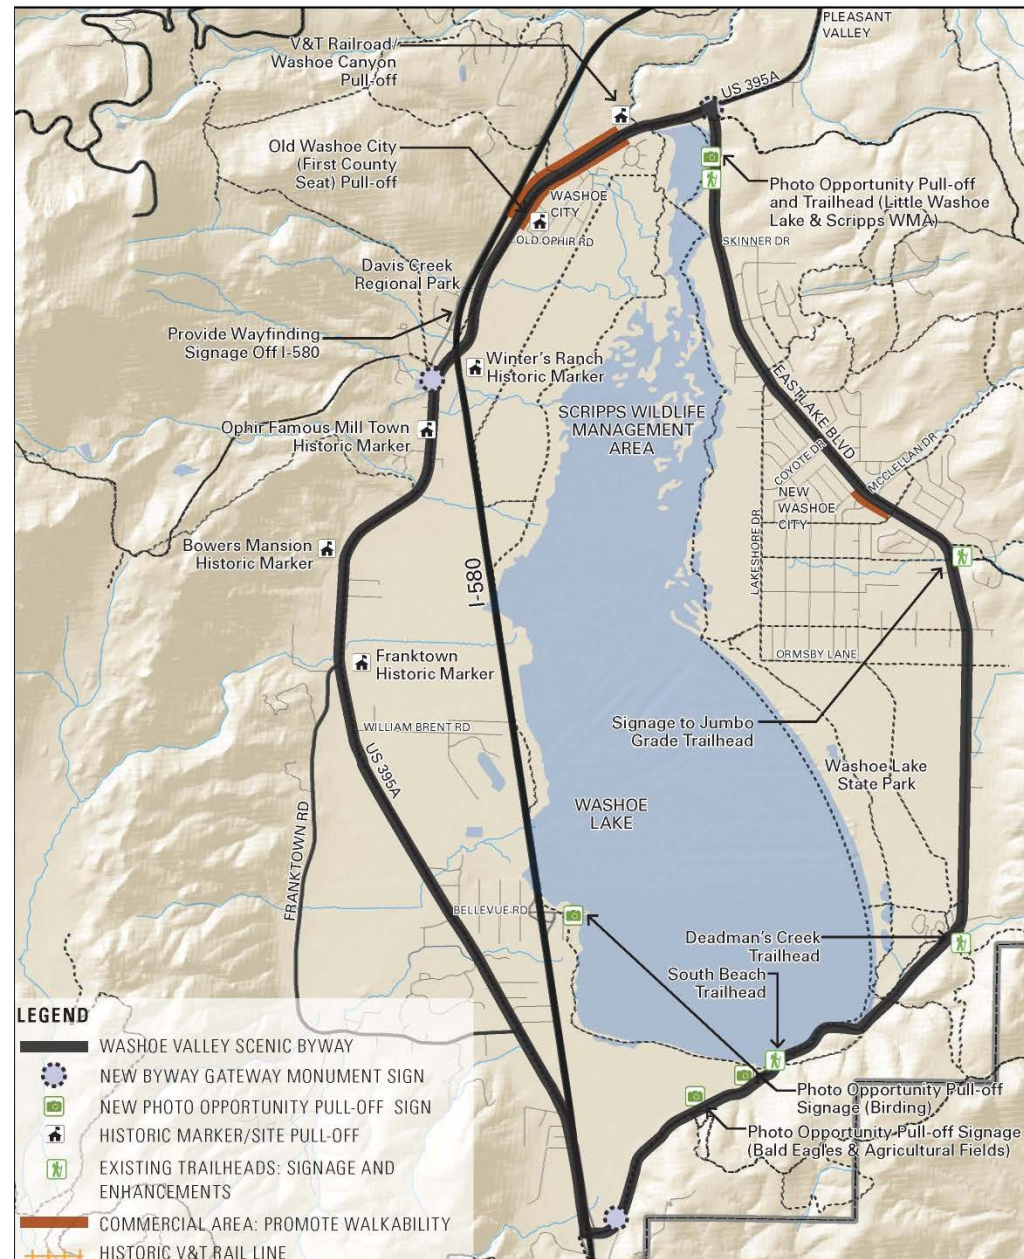 PLEASANT
VALLEY
V&T Railroad/
Washoe Canyon
Pull-off
US 395A
Old Washoe City
(First County
Seat) Pull-off
WASHOE
CITY
OLD OPHIR RD
Photo Opportunity Pull-off
and Trailhead (Little Washoe
Lake & Scripps WMA)
SKINNER DR
Davis Creek
Regional Park
Provide Wayfinding
Signage Off I-580
Winter's Ranch
Historic Marker
EAST LAKE BLVD
SCRIPPS WILDLIFE
MANAGEMENT
AREA
Ophir Famous Mill Town
Historic Marker
COYOTE DR
MCCLELLAN DR
NEW
WASHOE
CITY
Bowers Mansion
Historic Marker
I-580
LAKESHORE DR
Franktown
Historic Marker
ORMSBY LANE
WILLIAM BRENT RD
Signage to Jumbo
Grade Trailhead
US 395A
Washoe Lake
State Park
WASHOE
LAKE
FRANKTOWN RD
BELLEVUE RD
Deadman's Creek
Trailhead
South Beach
Trailhead
Photo Opportunity Pull-off
Signage (Birding)
Photo Opportunity Pull-off Signage
(Bald Eagles & Agricultural Fields)
LEGEND
WASHOE VALLEY SCENIC BYWAY
NEW BYWAY GATEWAY MONUMENT SIGN
NEW PHOTO OPPORTUNITY PULL-OFF SIGN
HISTORIC MARKER/SITE PULL-OFF
EXISTING TRAILHEADS: SIGNAGE AND
ENHANCEMENTS
COMMERCIAL AREA: PROMOTE WALKABILITY
HISTORIC V&T RAIL LINE